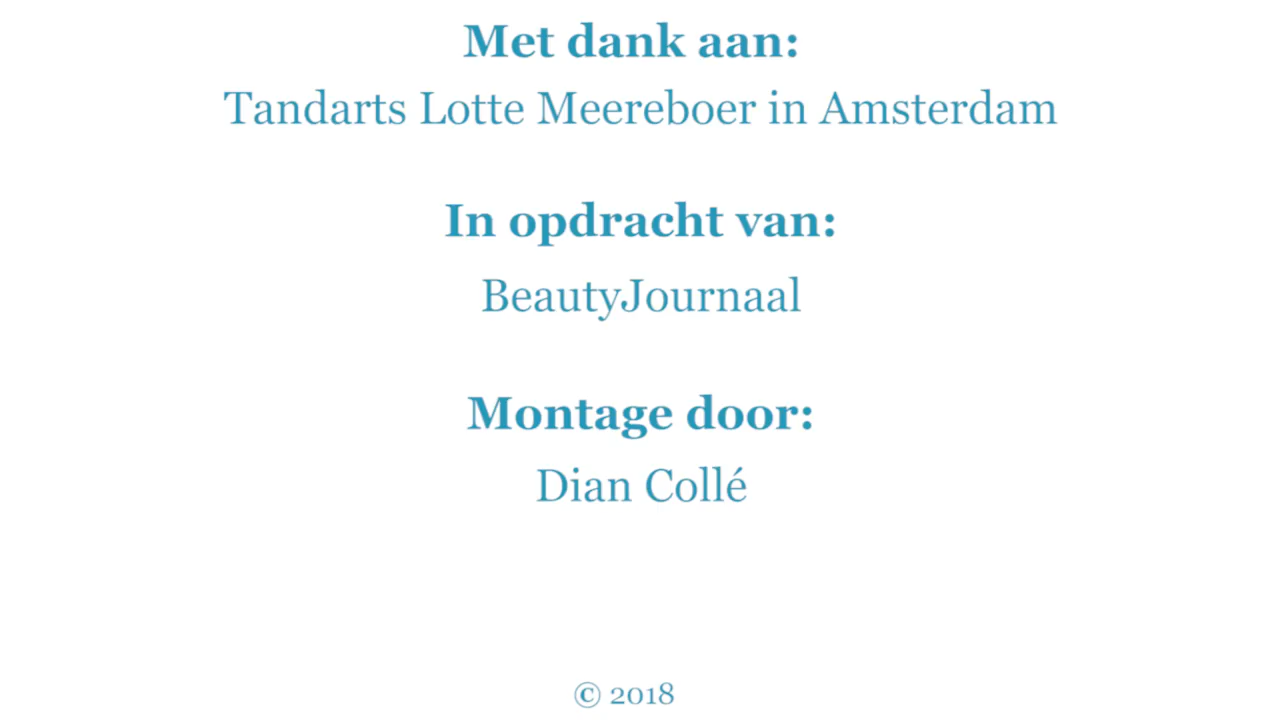 Met dank aan:
Tandarts Lotte Meereboer in Amsterdam
In opdracht van:
BeautyJournaal
Montage door:
Dian Collé
© 2018